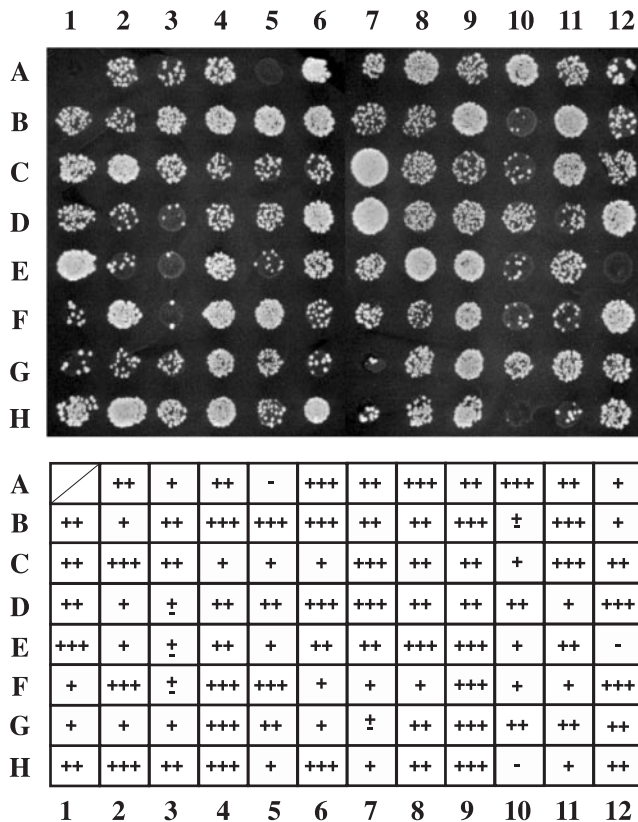 1 2 3 4 5 6 7 8 9 10 11 12
A
B
C
D
E
F
G
H
A ++ + ++ - +++ ++ +++ ++ +++ ++ +
B ++ + ++ +++ +++ +++ ++ ++ +++ ± +++ +
C ++ +++ ++ + + + +++ ++ ++ + +++ ++
D ++ + ± ++ ++ +++ +++ ++ ++ ++ + +++
E +++ + ± ++ + ++ ++ +++ +++ + ++ -
F + +++ ± +++ +++ + + + +++ + + +++
G + + + +++ ++ + ± ++ +++ ++ ++ ++
H ++ +++ ++ +++ + +++ + ++ +++ - + ++
1 2 3 4 5 6 7 8 9 10 11 12